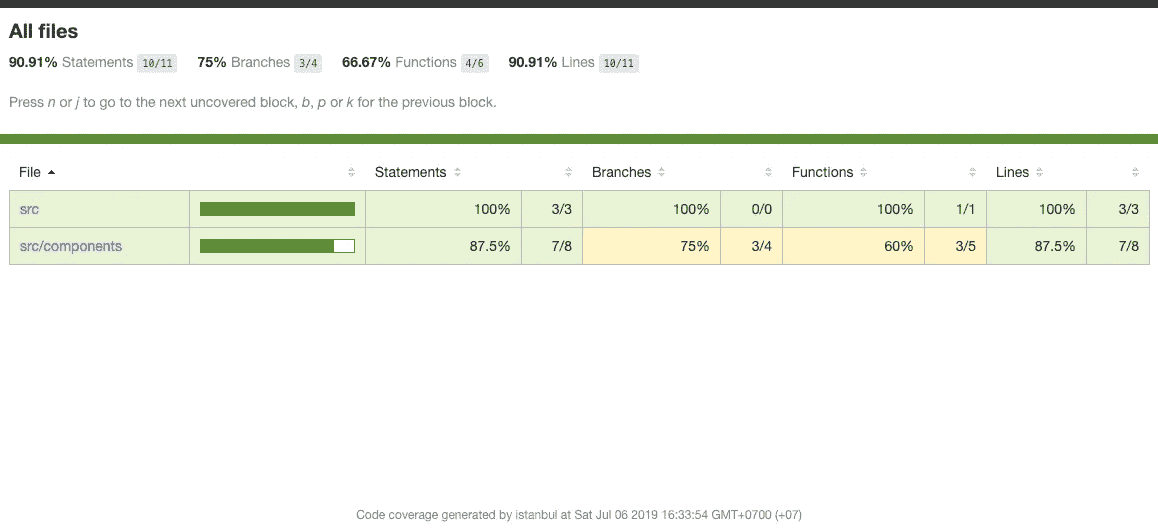 All files
90.91% Statements 10/11 75% Branches 3/4 66.67% Functions 4/6 90.91% Lines 10/11
Press n or j to go to the next uncovered block, b, p or k for the previous block.
File Statements Branches Functions Lines
src 100% 3/3 100% 0/0 100% 1/1 100% 3/3
src/components 87.5% 7/8 75% 3/4 60% 3/5 87.5% 7/8
Code coverage generated by istanbul at Sat Jul 06 2019 16:33:54 GMT+0700 (+07)